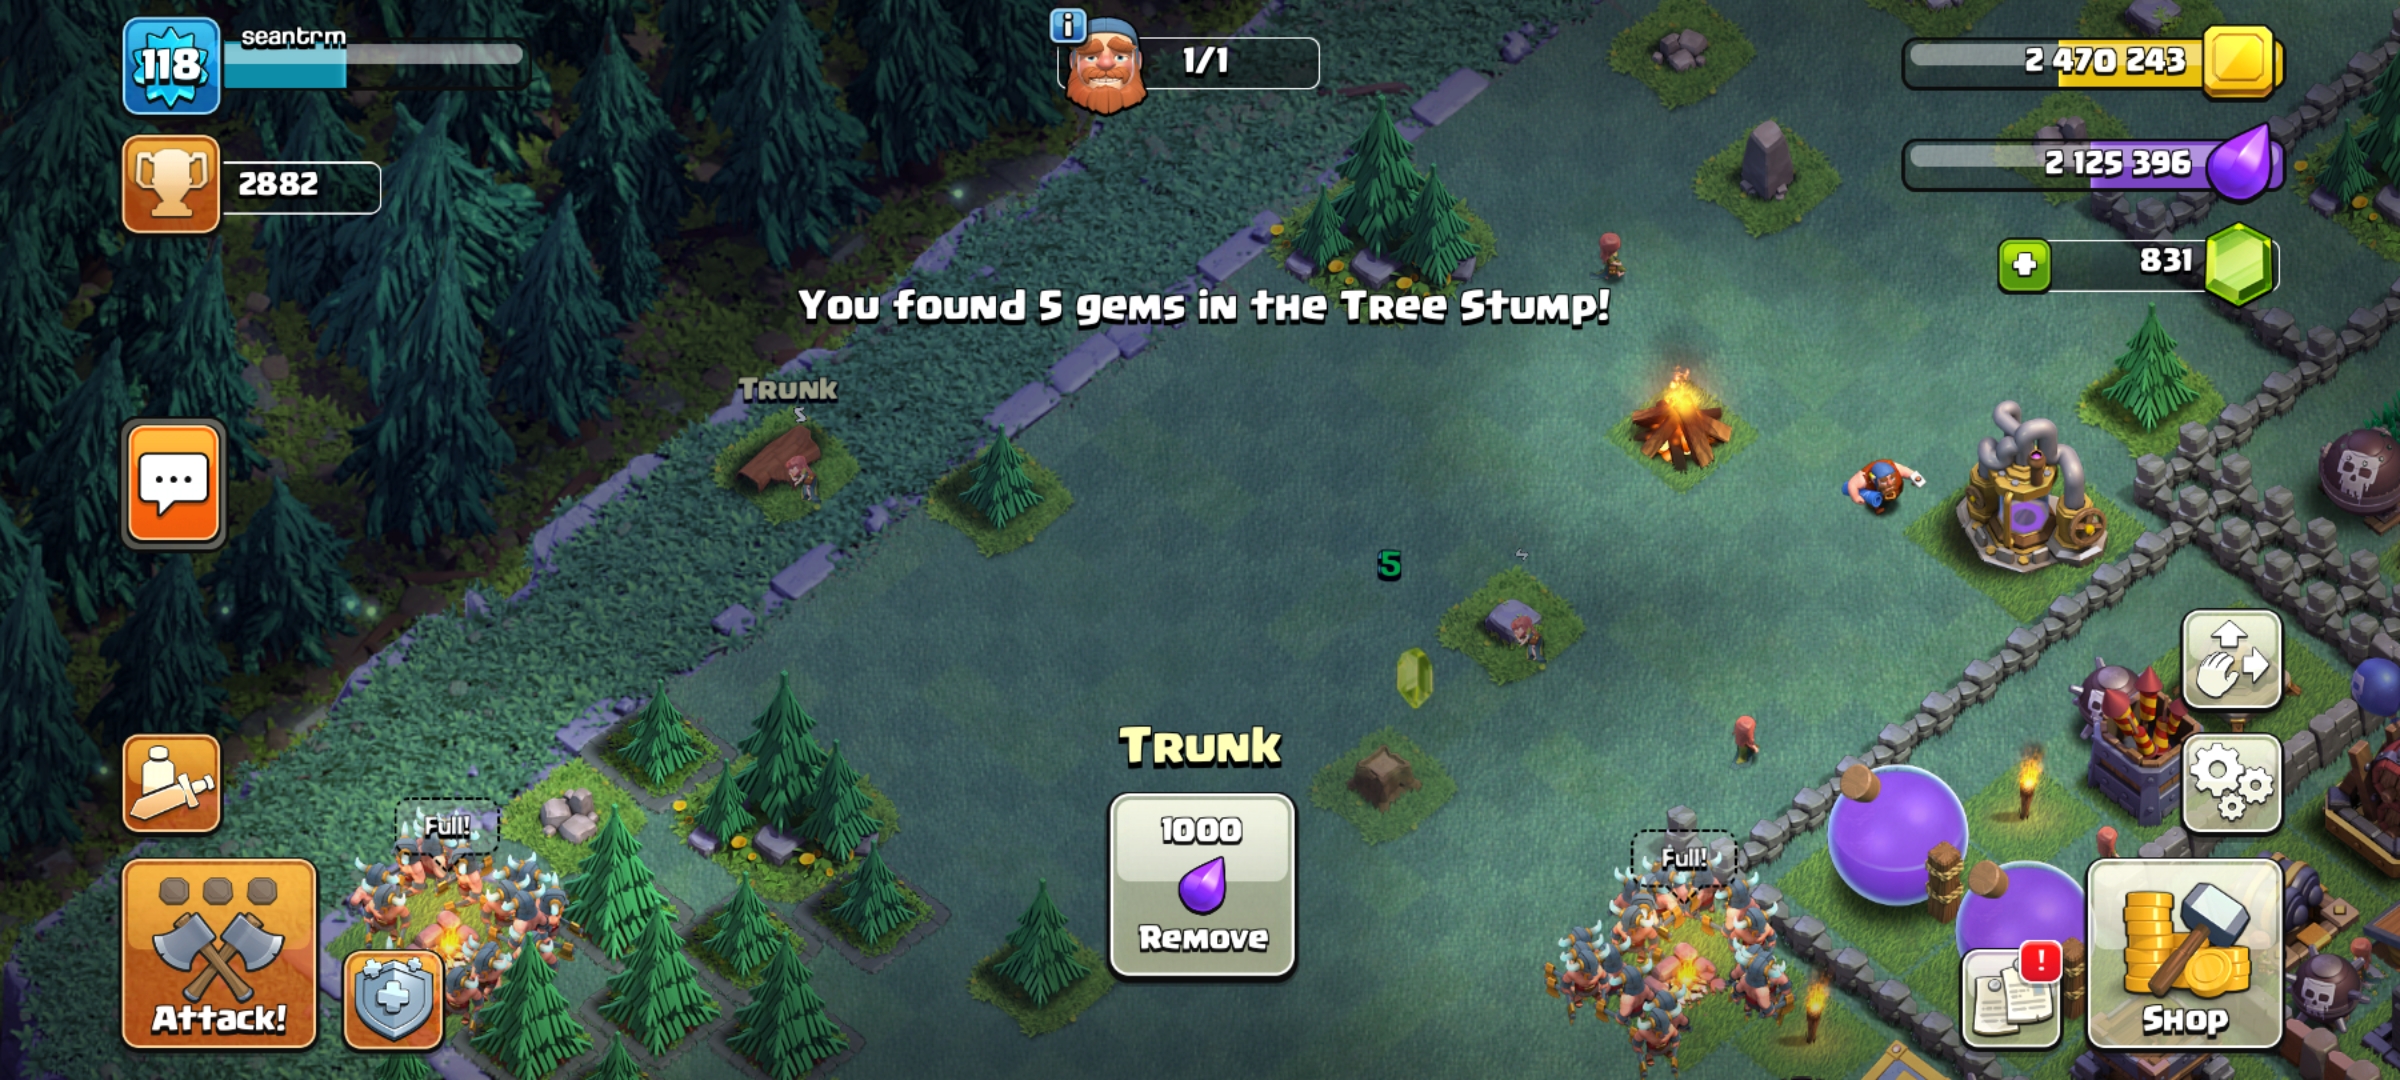 118
seantrm
1/1
2 470 243
2882
2 125 396
831
You found 5 gems in the Tree Stump!
Trunk
5
Trunk
1000
Remove
Full!
Full!
Attack!
!
Shop